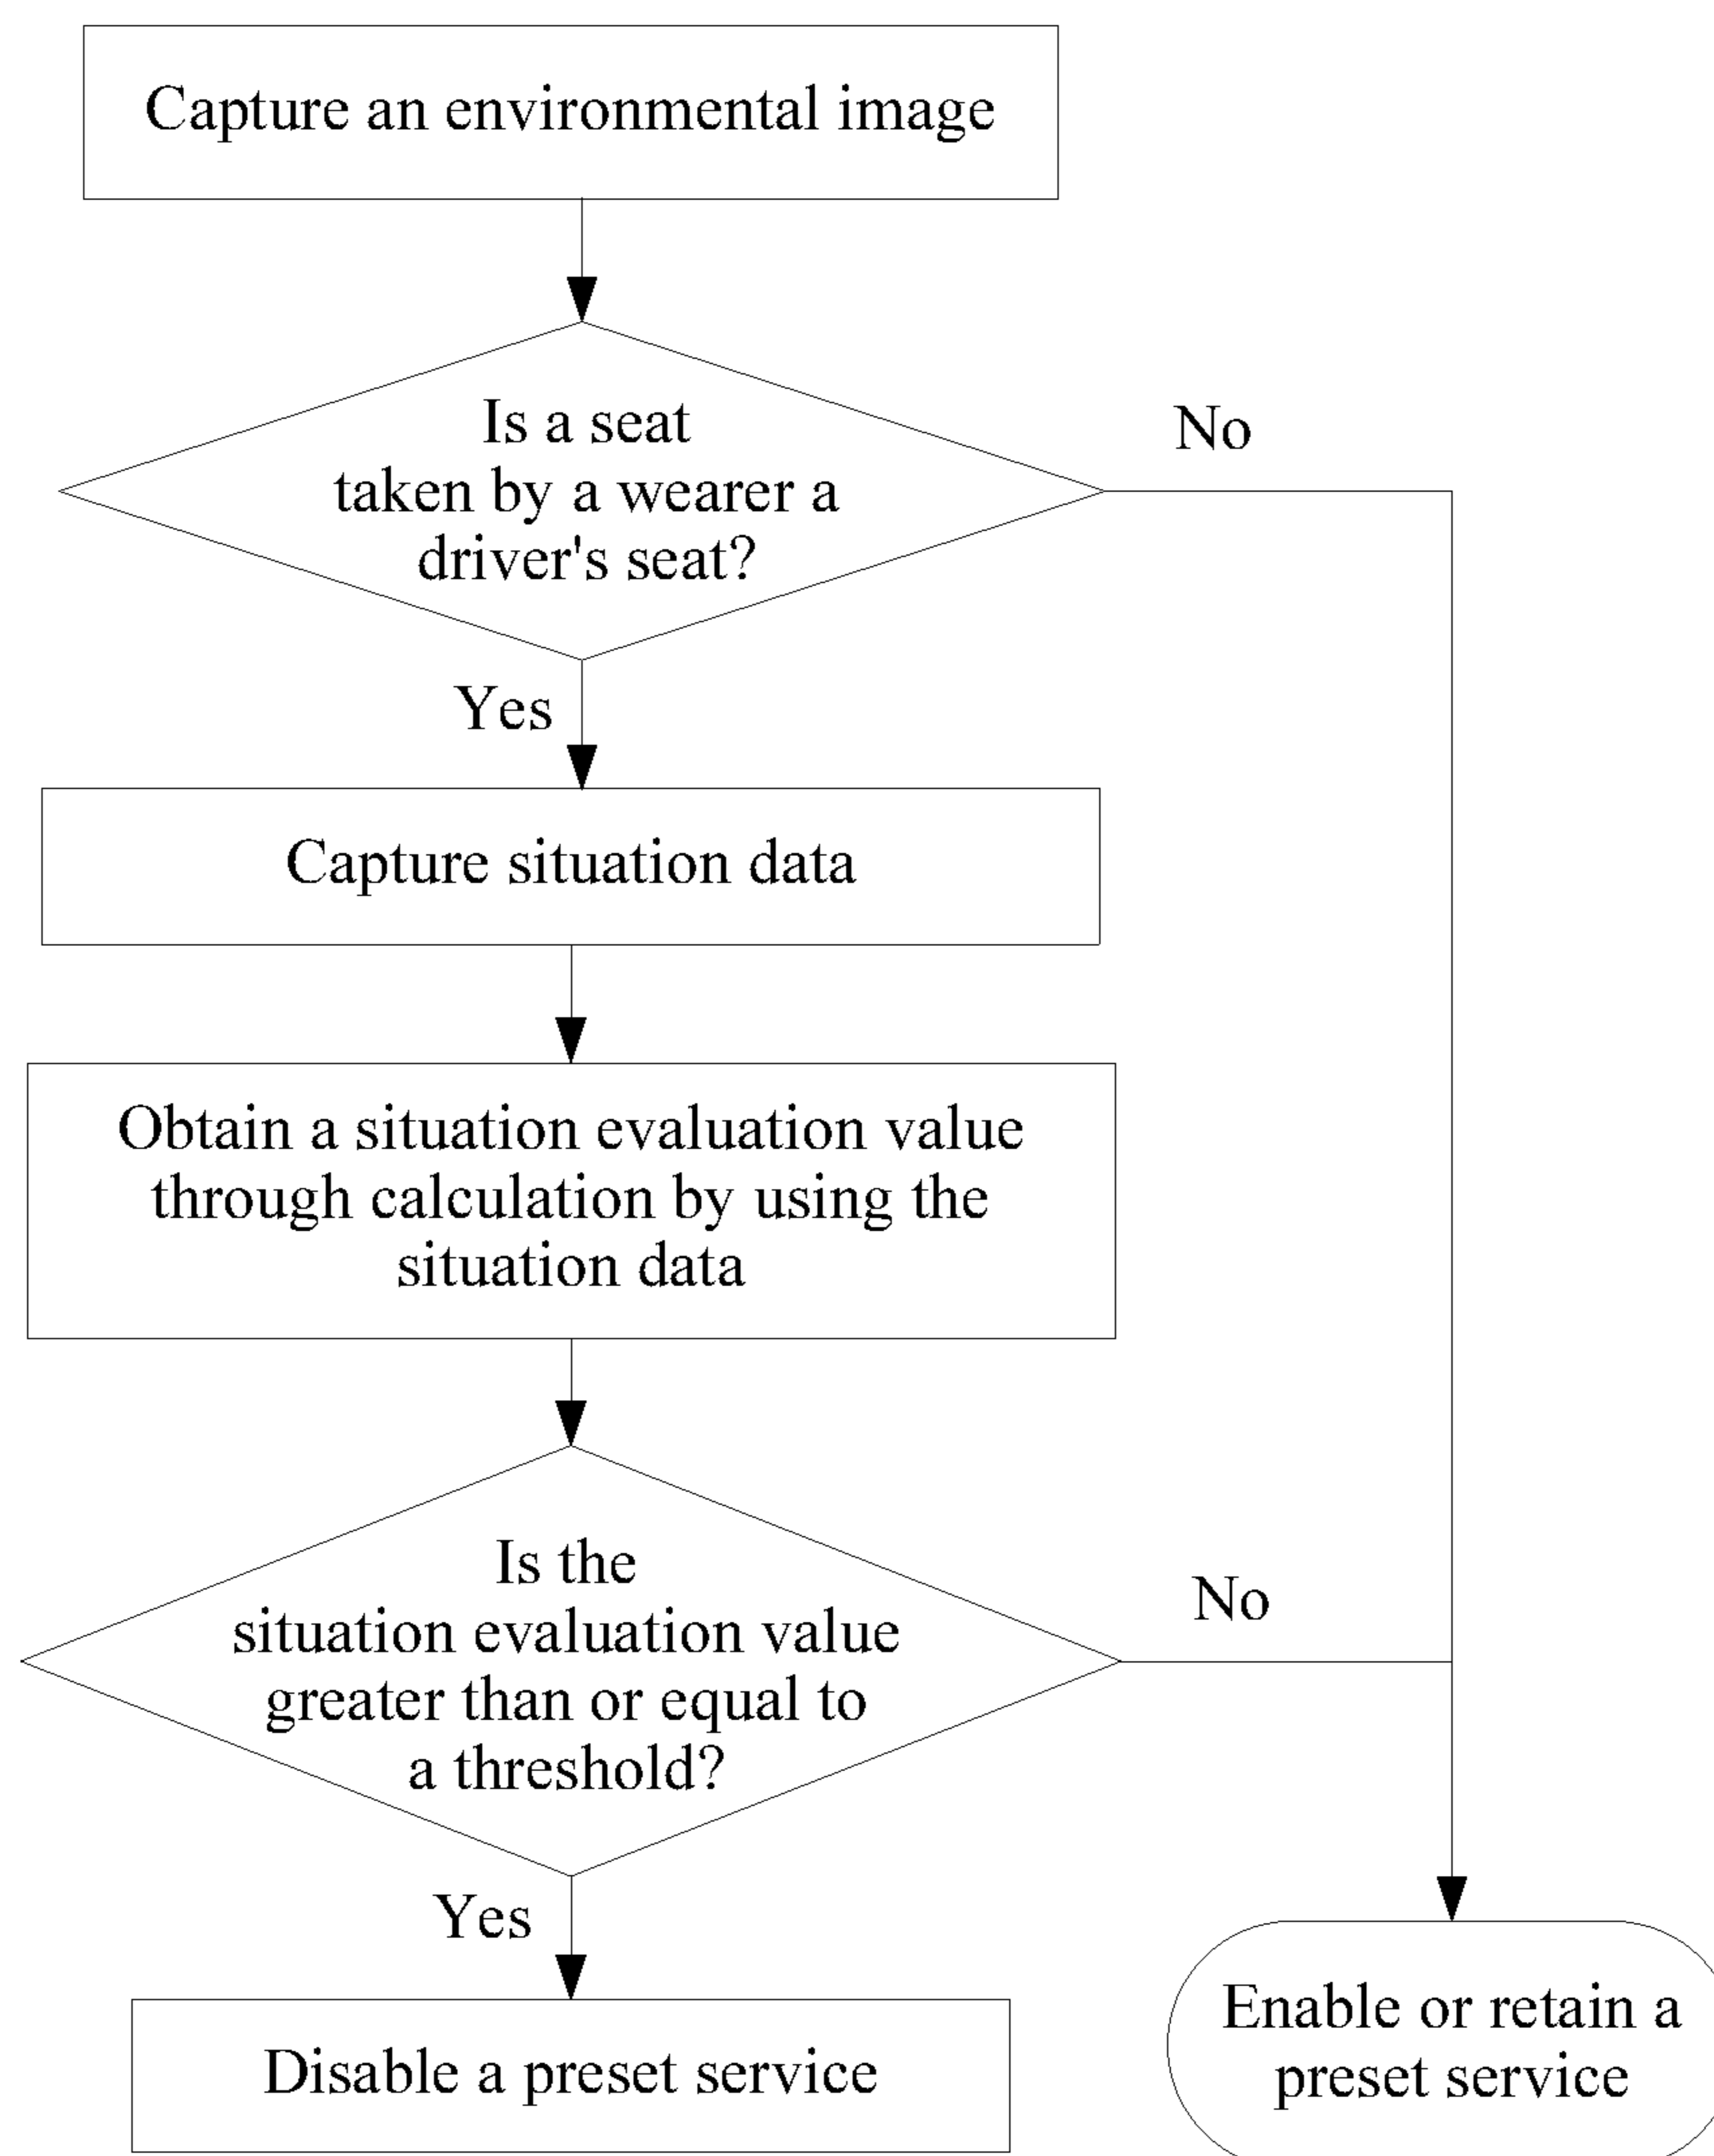 Capture an environmental image
Is a seat
taken by a wearer a
driver's seat?
No
Yes
Capture situation data
Obtain a situation evaluation value
through calculation by using the
situation data
Is the
situation evaluation value
greater than or equal to
a threshold?
No
Yes
Disable a preset service
Enable or retain a
preset service